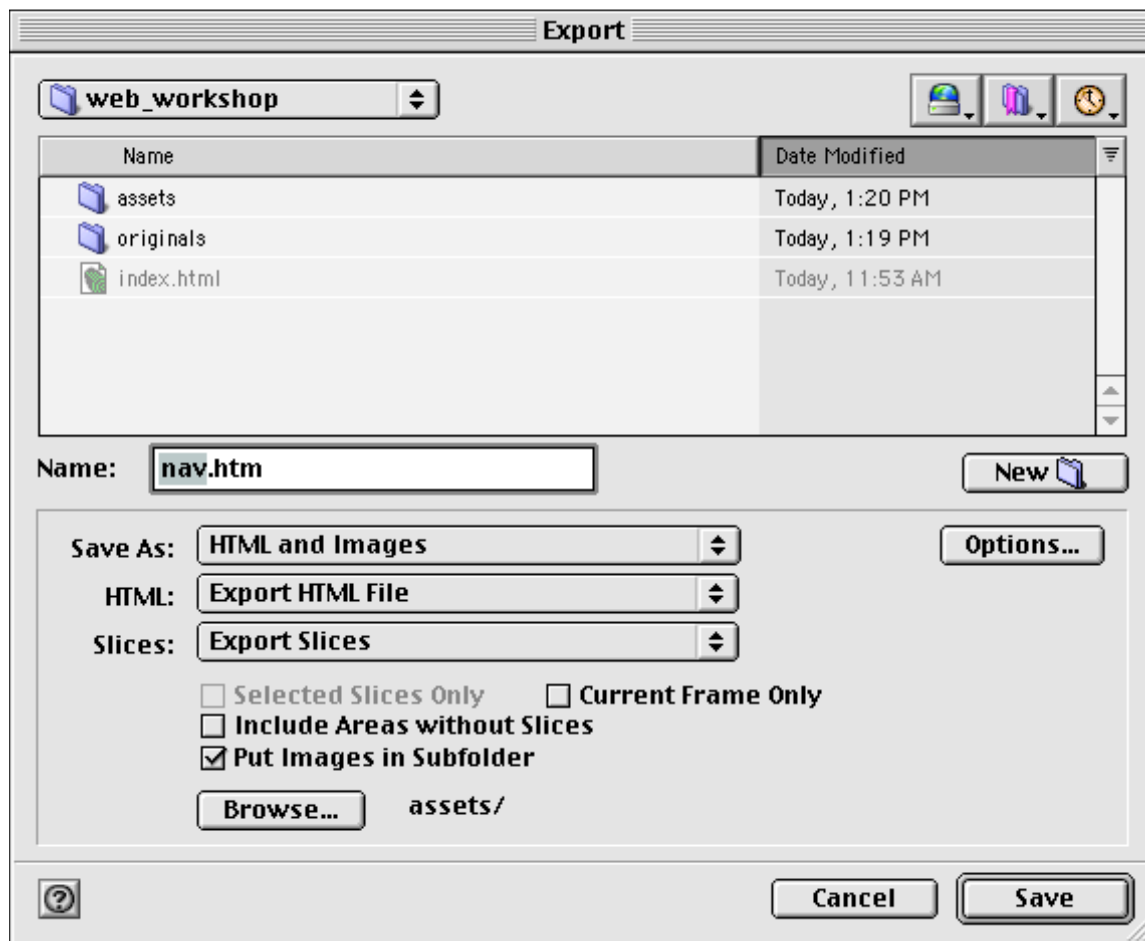 Export
web_workshop
Name Date Modified
assets Today, 1:20 PM
originals Today, 1:19 PM
index.html Today, 11:53 AM
Name: nav.htm New
Save As: HTML and Images Options...
HTML: Export HTML File
Slices: Export Slices
Selected Slices Only Current Frame Only
Include Areas without Slices
Put Images in Subfolder
Browse... assets/
? Cancel Save